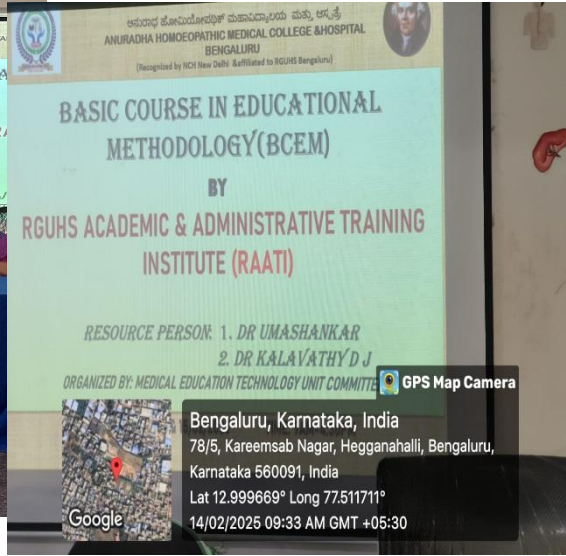 ಅನುರಾಧ ಹೋಮಿಯೋಪಥಿಕ್ ಮಹಾವಿದ್ಯಾಲಯ ಮತ್ತು ಆಸ್ಪತ್ರೆ
ANURADHA HOMOEOPATHIC MEDICAL COLLEGE &HOSPITAL
BENGALURU
(Recognized by NCH New Delhi &affiliated to RGUHS Bengaluru)
BASIC COURSE IN EDUCATIONAL
METHODOLOGY(BCEM)
BY
RGUHS ACADEMIC & ADMINISTRATIVE TRAINING
INSTITUTE (RAATI)
RESOURCE PERSON: 1. DR UMASHANKAR
2. DR KALAVATHY D J
ORGANIZED BY: MEDICAL EDUCATION TECHNOLOGY UNIT COMMITTE
GPS Map Camera
Bengaluru, Karnataka, India
78/5, Kareemsab Nagar, Hegganahalli, Bengaluru,
Karnataka 560091, India
Lat 12.999669° Long 77.511711°
14/02/2025 09:33 AM GMT +05:30
Google